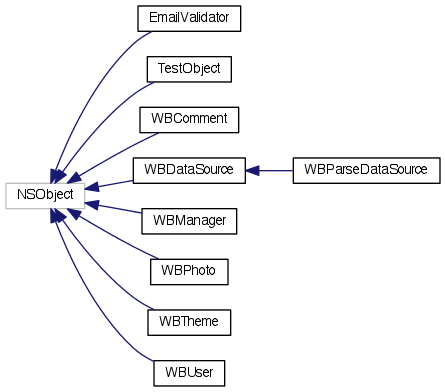 EmailValidator
TestObject
WBComment
WBDataSource
WBParseDataSource
NSObject
WBManager
WBPhoto
WBTheme
WBUser